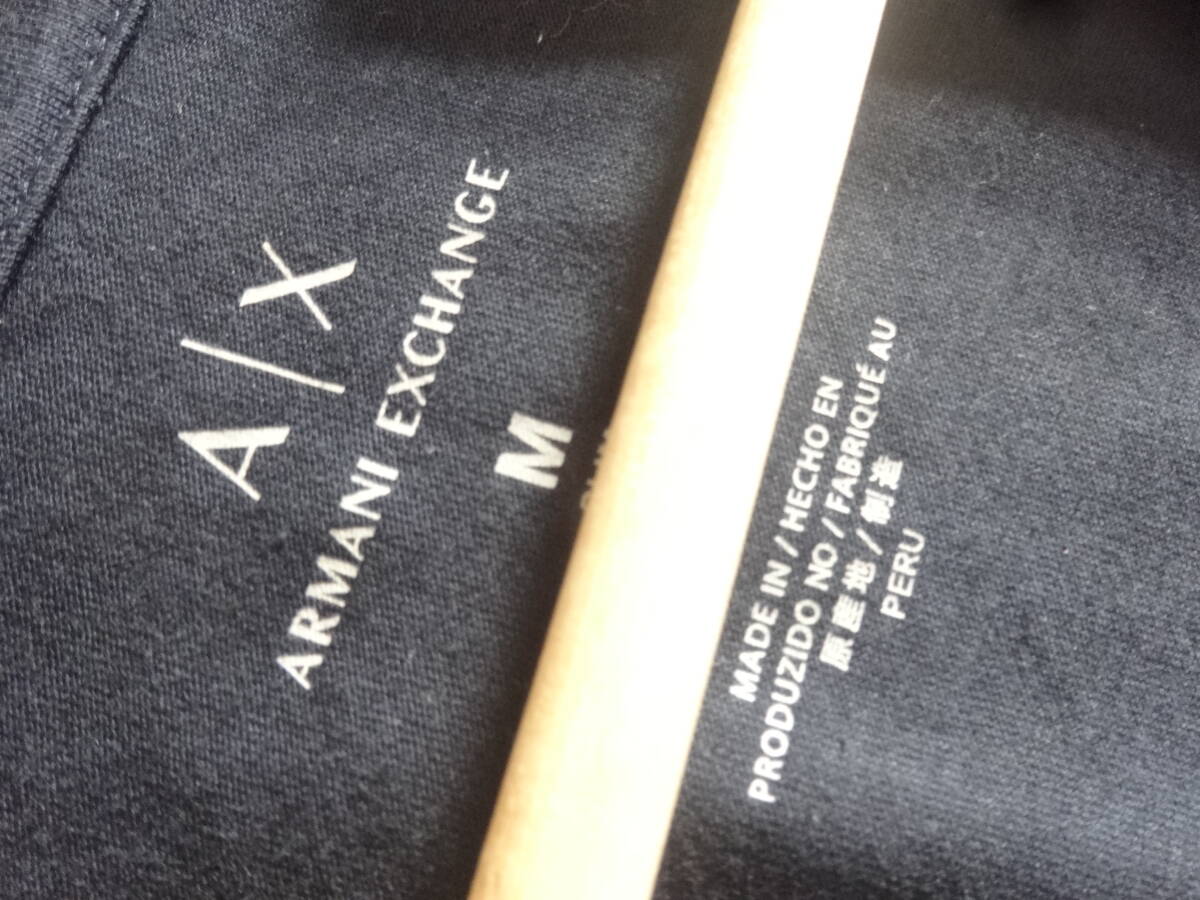 A|X
ARMANI EXCHANGE
M
MADE IN / HECHO EN
PRODUZIDO NO / FABRIQUÉ AU
原産地 / 制造
PERU